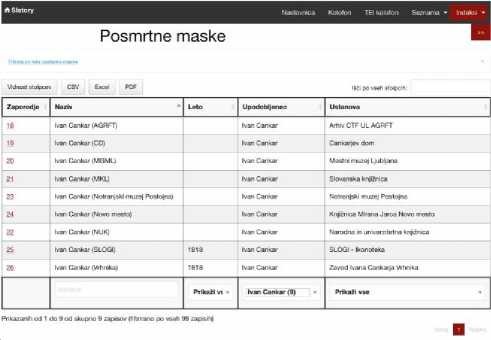 SIstory Naslovnica Kolofon TEI kolofon Seznama Indeksi
Posmrtne maske
>>
Vidnost stolpcev CSV Excel PDF Išči po vseh stolpcih:
Zaporedje Naziv Leto Upodobljenec Ustanova
18 Ivan Cankar (AGRFT) Ivan Cankar Arhiv CTF UL AGRFT
19 Ivan Cankar (CD) Ivan Cankar Cankarjev dom
20 Ivan Cankar (MGML) Ivan Cankar Mestni muzej Ljubljana
21 Ivan Cankar (MKL) Ivan Cankar Slovanska knjižnica
23 Ivan Cankar (Notranjski muzej Postojna) Ivan Cankar Notranjski muzej Postojna
24 Ivan Cankar (Novo mesto) Ivan Cankar Knjižnica Mirana Jarca Novo mesto
22 Ivan Cankar (NUK) Ivan Cankar Narodna in univerzitetna knjižnica
25 Ivan Cankar (SLOGI) 1918 Ivan Cankar SLOGI - Ikonoteka
26 Ivan Cankar (Vrhnika) 1918 Ivan Cankar Zavod Ivana Cankarja Vrhnika
Prikaži vs Ivan Cankar (9) Prikaži vse
Prikazanih od 1 do 9 od skupno 9 zapisov (filtrirano po vseh 99 zapisih)
1